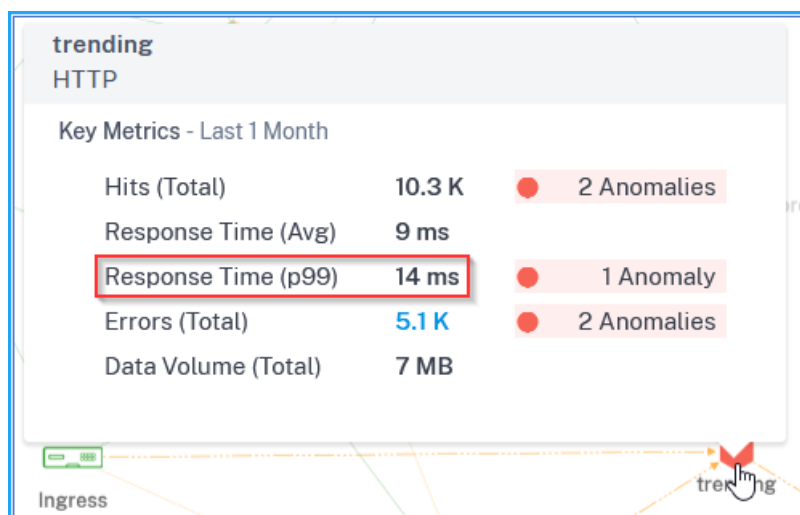 trending
HTTP
Key Metrics - Last 1 Month
Hits (Total) 10.3 K 2 Anomalies
Response Time (Avg) 9 ms
Response Time (p99) 14 ms 1 Anomaly
Errors (Total) 5.1 K 2 Anomalies
Data Volume (Total) 7 MB
Ingress